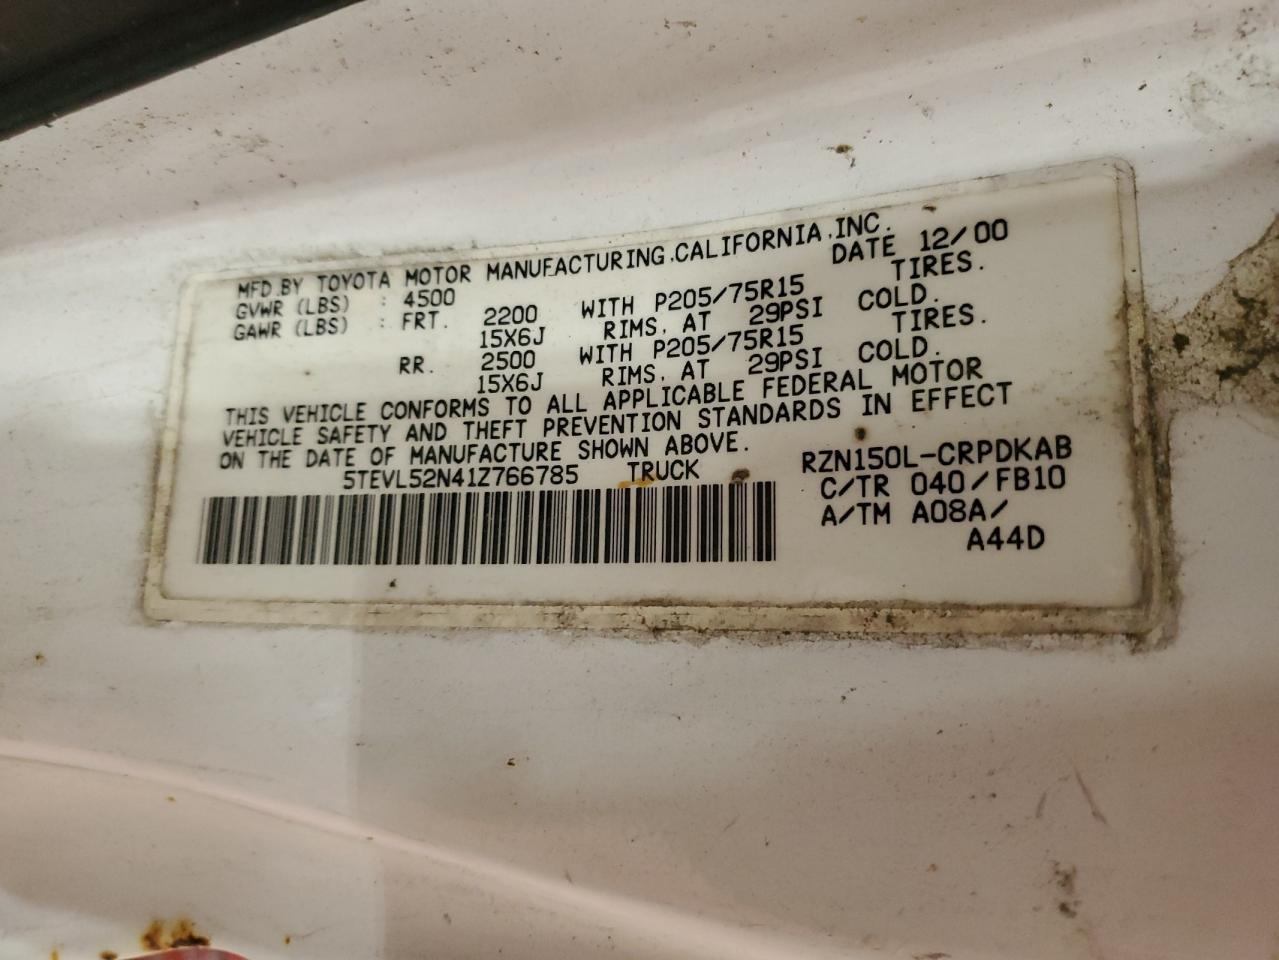 MFD.BY TOYOTA MOTOR MANUFACTURING.CALIFORNIA.INC.
GVWR (LBS) : 4500 DATE 12/00
GAWR (LBS) : FRT. 2200 WITH P205/75R15 TIRES.
15X6J RIMS. AT 29PSI COLD.
RR. 2500 WITH P205/75R15 TIRES.
15X6J RIMS. AT 29PSI COLD.
THIS VEHICLE CONFORMS TO ALL APPLICABLE FEDERAL MOTOR
VEHICLE SAFETY AND THEFT PREVENTION STANDARDS IN EFFECT
ON THE DATE OF MANUFACTURE SHOWN ABOVE.
5TEVL52N41Z766785 TRUCK RZN150L-CRPDKAB
C/TR 040/FB10
A/TM A08A/
A44D